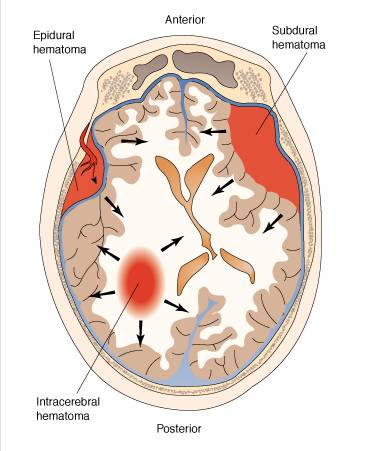 Anterior
Epidural
hematoma
Subdural
hematoma
Intracerebral
hematoma
Posterior